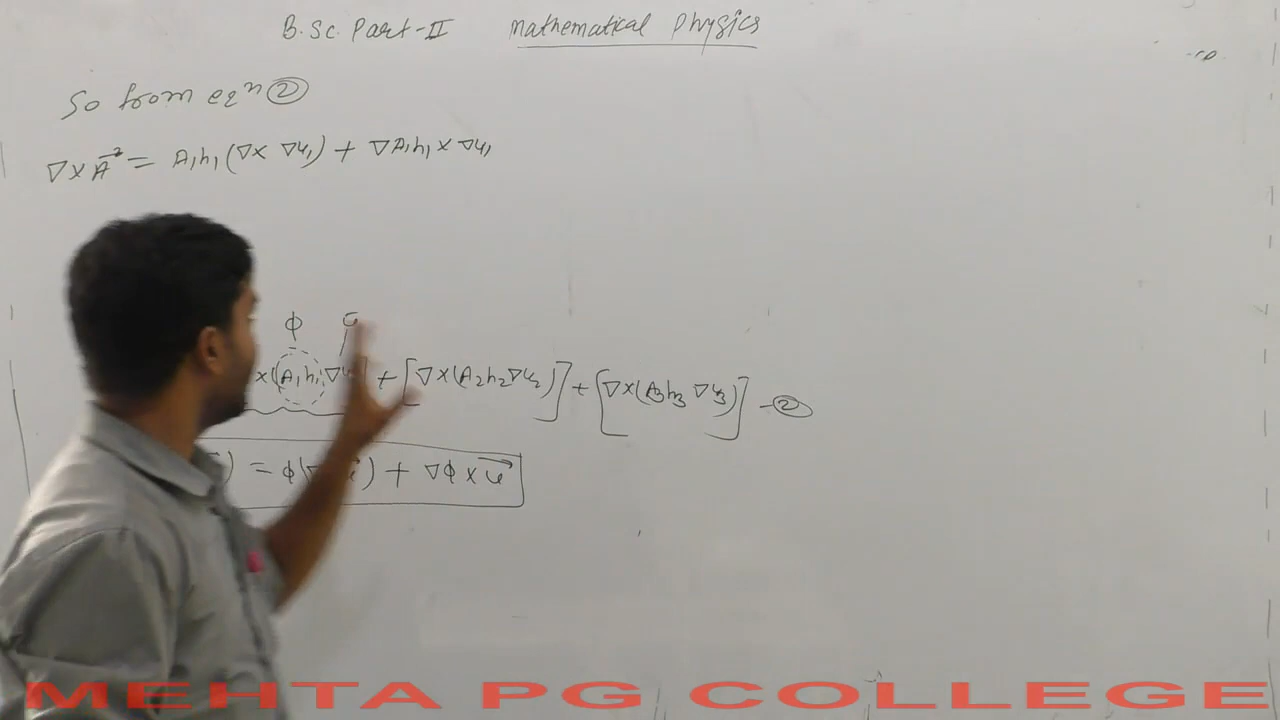 B.Sc. Part-II Mathematical Physics
So from eqn ②
∇×A⃗ = A₁h₁(∇× ∇u₁) + ∇A₁h₁ × ∇u₁
ϕ
×(A₁h₁∇u + [∇×(A₂h₂∇u₂)] + [∇×(A₃h₃ ∇u₃)] - ②
) = ϕ(∇ ) + ∇ϕ × u⃗
MEHTA PG COLLEGE